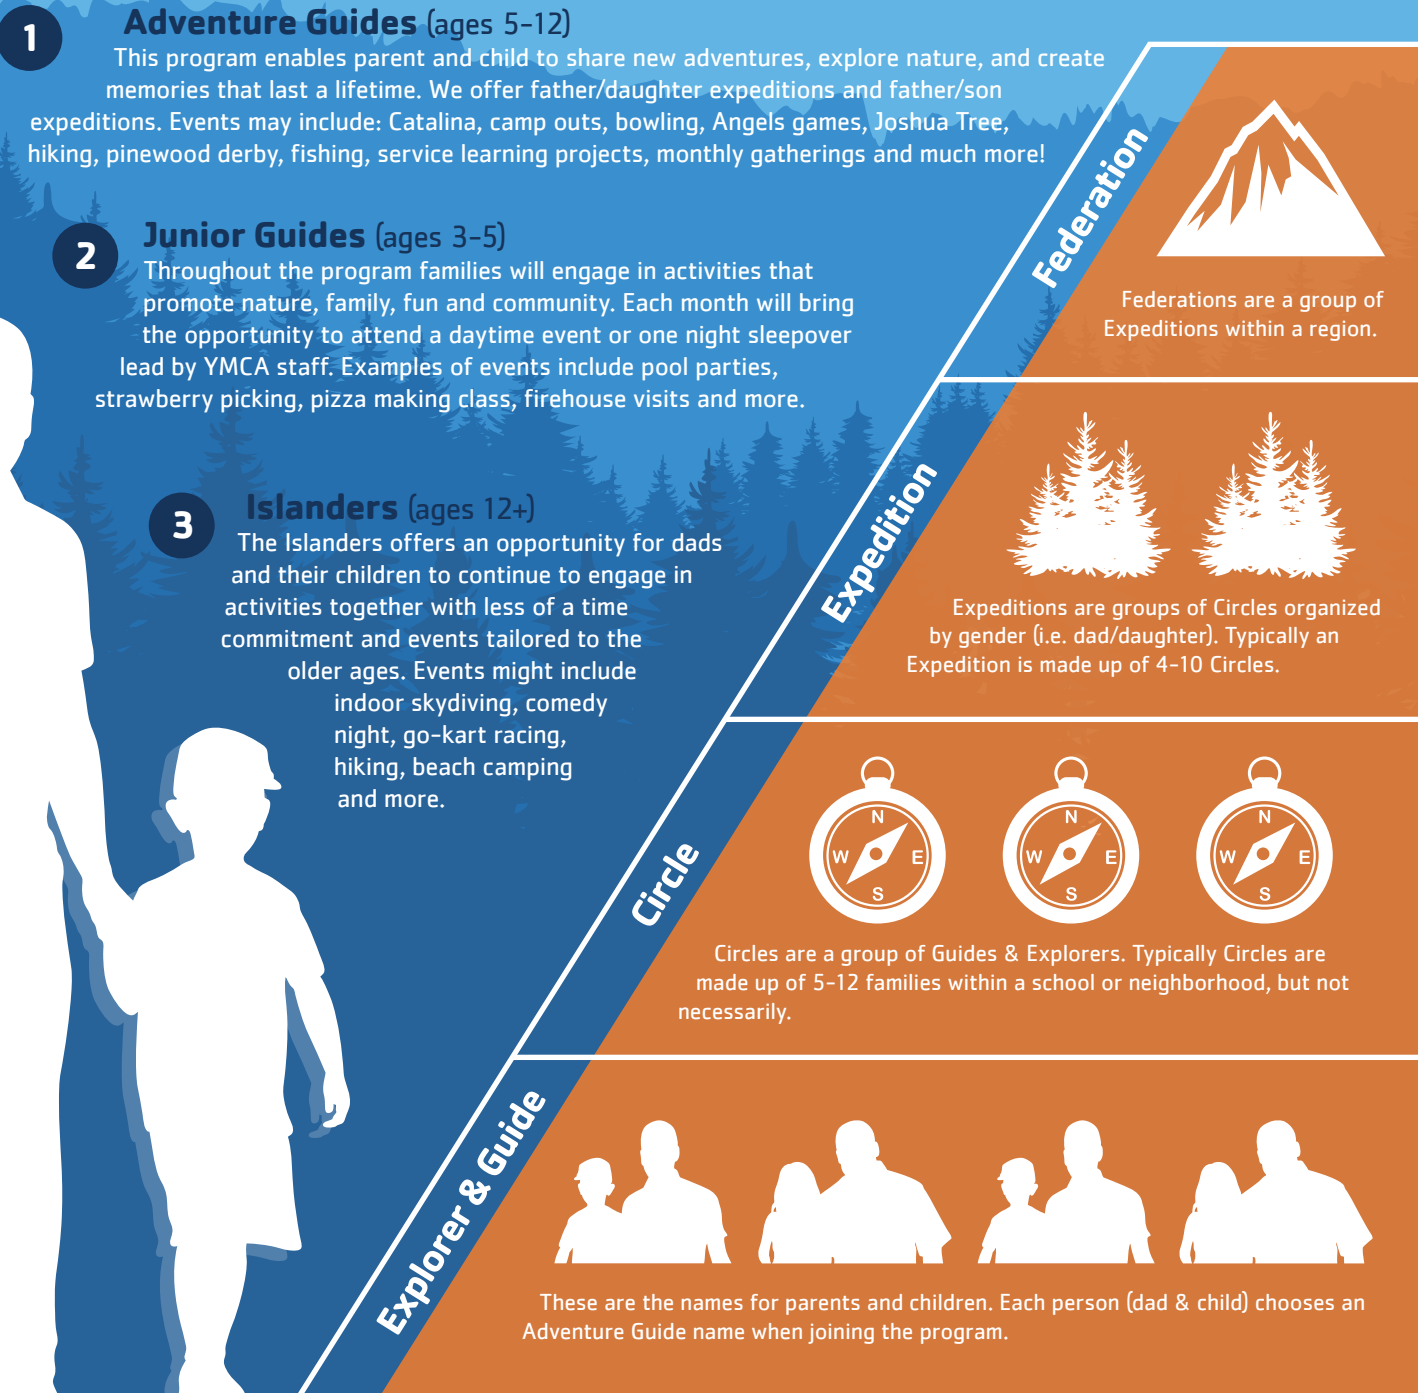 1
Adventure Guides (ages 5-12)
This program enables parent and child to share new adventures, explore nature, and create
memories that last a lifetime. We offer father/daughter expeditions and father/son
expeditions. Events may include: Catalina, camp outs, bowling, Angels games, Joshua Tree,
hiking, pinewood derby, fishing, service learning projects, monthly gatherings and much more!
2
Junior Guides (ages 3-5)
Throughout the program families will engage in activities that
promote nature, family, fun and community. Each month will bring
the opportunity to attend a daytime event or one night sleepover
lead by YMCA staff. Examples of events include pool parties,
strawberry picking, pizza making class, firehouse visits and more.
3
Islanders (ages 12+)
The Islanders offers an opportunity for dads
and their children to continue to engage in
activities together with less of a time
commitment and events tailored to the
older ages. Events might include
indoor skydiving, comedy
night, go-kart racing,
hiking, beach camping
and more.
Federation
Federations are a group of
Expeditions within a region.
Expedition
Expeditions are groups of Circles organized
by gender (i.e. dad/daughter). Typically an
Expedition is made up of 4-10 Circles.
Circle
N
W E
S
N
W E
S
N
W E
S
Circles are a group of Guides & Explorers. Typically Circles are
made up of 5-12 families within a school or neighborhood, but not
necessarily.
Explorer & Guide
These are the names for parents and children. Each person (dad & child) chooses an
Adventure Guide name when joining the program.